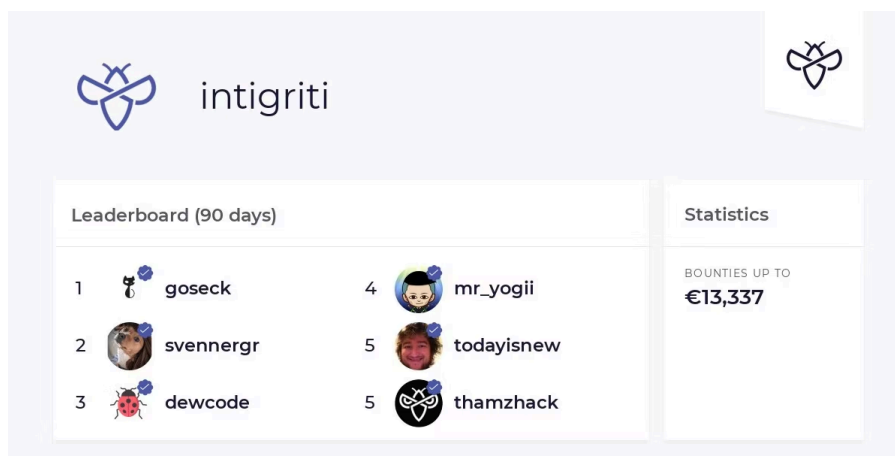 intigriti
Leaderboard (90 days)
1 goseck
2 svennergr
3 dewcode
4 mr_yogii
5 todayisnew
5 thamzhack
Statistics
BOUNTIES UP TO
€13,337